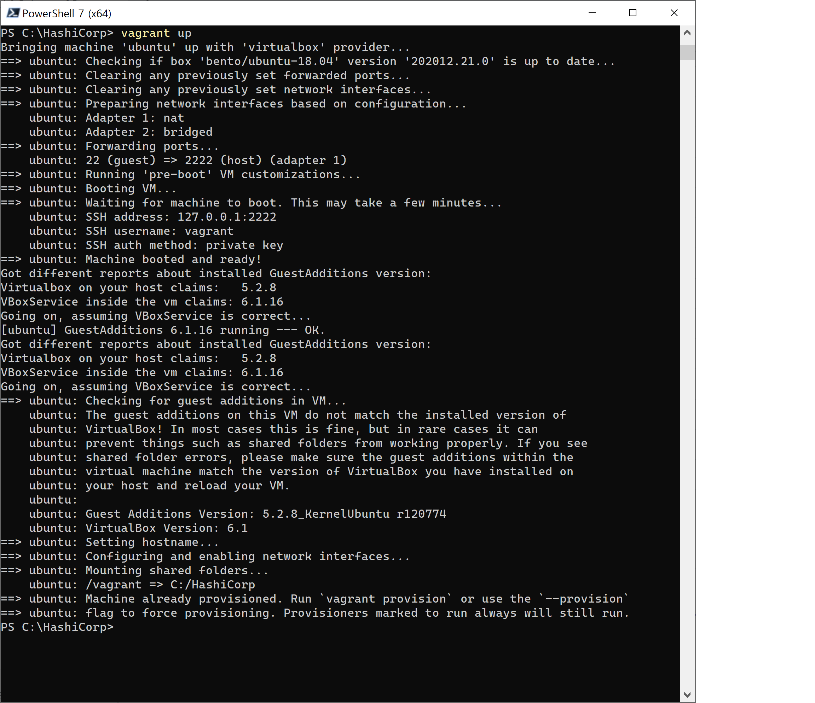 PowerShell 7 (x64)
PS C:\HashiCorp> vagrant up
Bringing machine 'ubuntu' up with 'virtualbox' provider...
==> ubuntu: Checking if box 'bento/ubuntu-18.04' version '202012.21.0' is up to date...
==> ubuntu: Clearing any previously set forwarded ports...
==> ubuntu: Clearing any previously set network interfaces...
==> ubuntu: Preparing network interfaces based on configuration...
    ubuntu: Adapter 1: nat
    ubuntu: Adapter 2: bridged
==> ubuntu: Forwarding ports...
    ubuntu: 22 (guest) => 2222 (host) (adapter 1)
==> ubuntu: Running 'pre-boot' VM customizations...
==> ubuntu: Booting VM...
==> ubuntu: Waiting for machine to boot. This may take a few minutes...
    ubuntu: SSH address: 127.0.0.1:2222
    ubuntu: SSH username: vagrant
    ubuntu: SSH auth method: private key
==> ubuntu: Machine booted and ready!
Got different reports about installed GuestAdditions version:
Virtualbox on your host claims:   5.2.8
VBoxService inside the vm claims: 6.1.16
Going on, assuming VBoxService is correct...
[ubuntu] GuestAdditions 6.1.16 running --- OK.
Got different reports about installed GuestAdditions version:
Virtualbox on your host claims:   5.2.8
VBoxService inside the vm claims: 6.1.16
Going on, assuming VBoxService is correct...
==> ubuntu: Checking for guest additions in VM...
    ubuntu: The guest additions on this VM do not match the installed version of
    ubuntu: VirtualBox! In most cases this is fine, but in rare cases it can
    ubuntu: prevent things such as shared folders from working properly. If you see
    ubuntu: shared folder errors, please make sure the guest additions within the
    ubuntu: virtual machine match the version of VirtualBox you have installed on
    ubuntu: your host and reload your VM.
    ubuntu:
    ubuntu: Guest Additions Version: 5.2.8_KernelUbuntu r120774
    ubuntu: VirtualBox Version: 6.1
==> ubuntu: Setting hostname...
==> ubuntu: Configuring and enabling network interfaces...
==> ubuntu: Mounting shared folders...
    ubuntu: /vagrant => C:/HashiCorp
==> ubuntu: Machine already provisioned. Run `vagrant provision` or use the `--provision`
==> ubuntu: flag to force provisioning. Provisioners marked to run always will still run.
PS C:\HashiCorp>